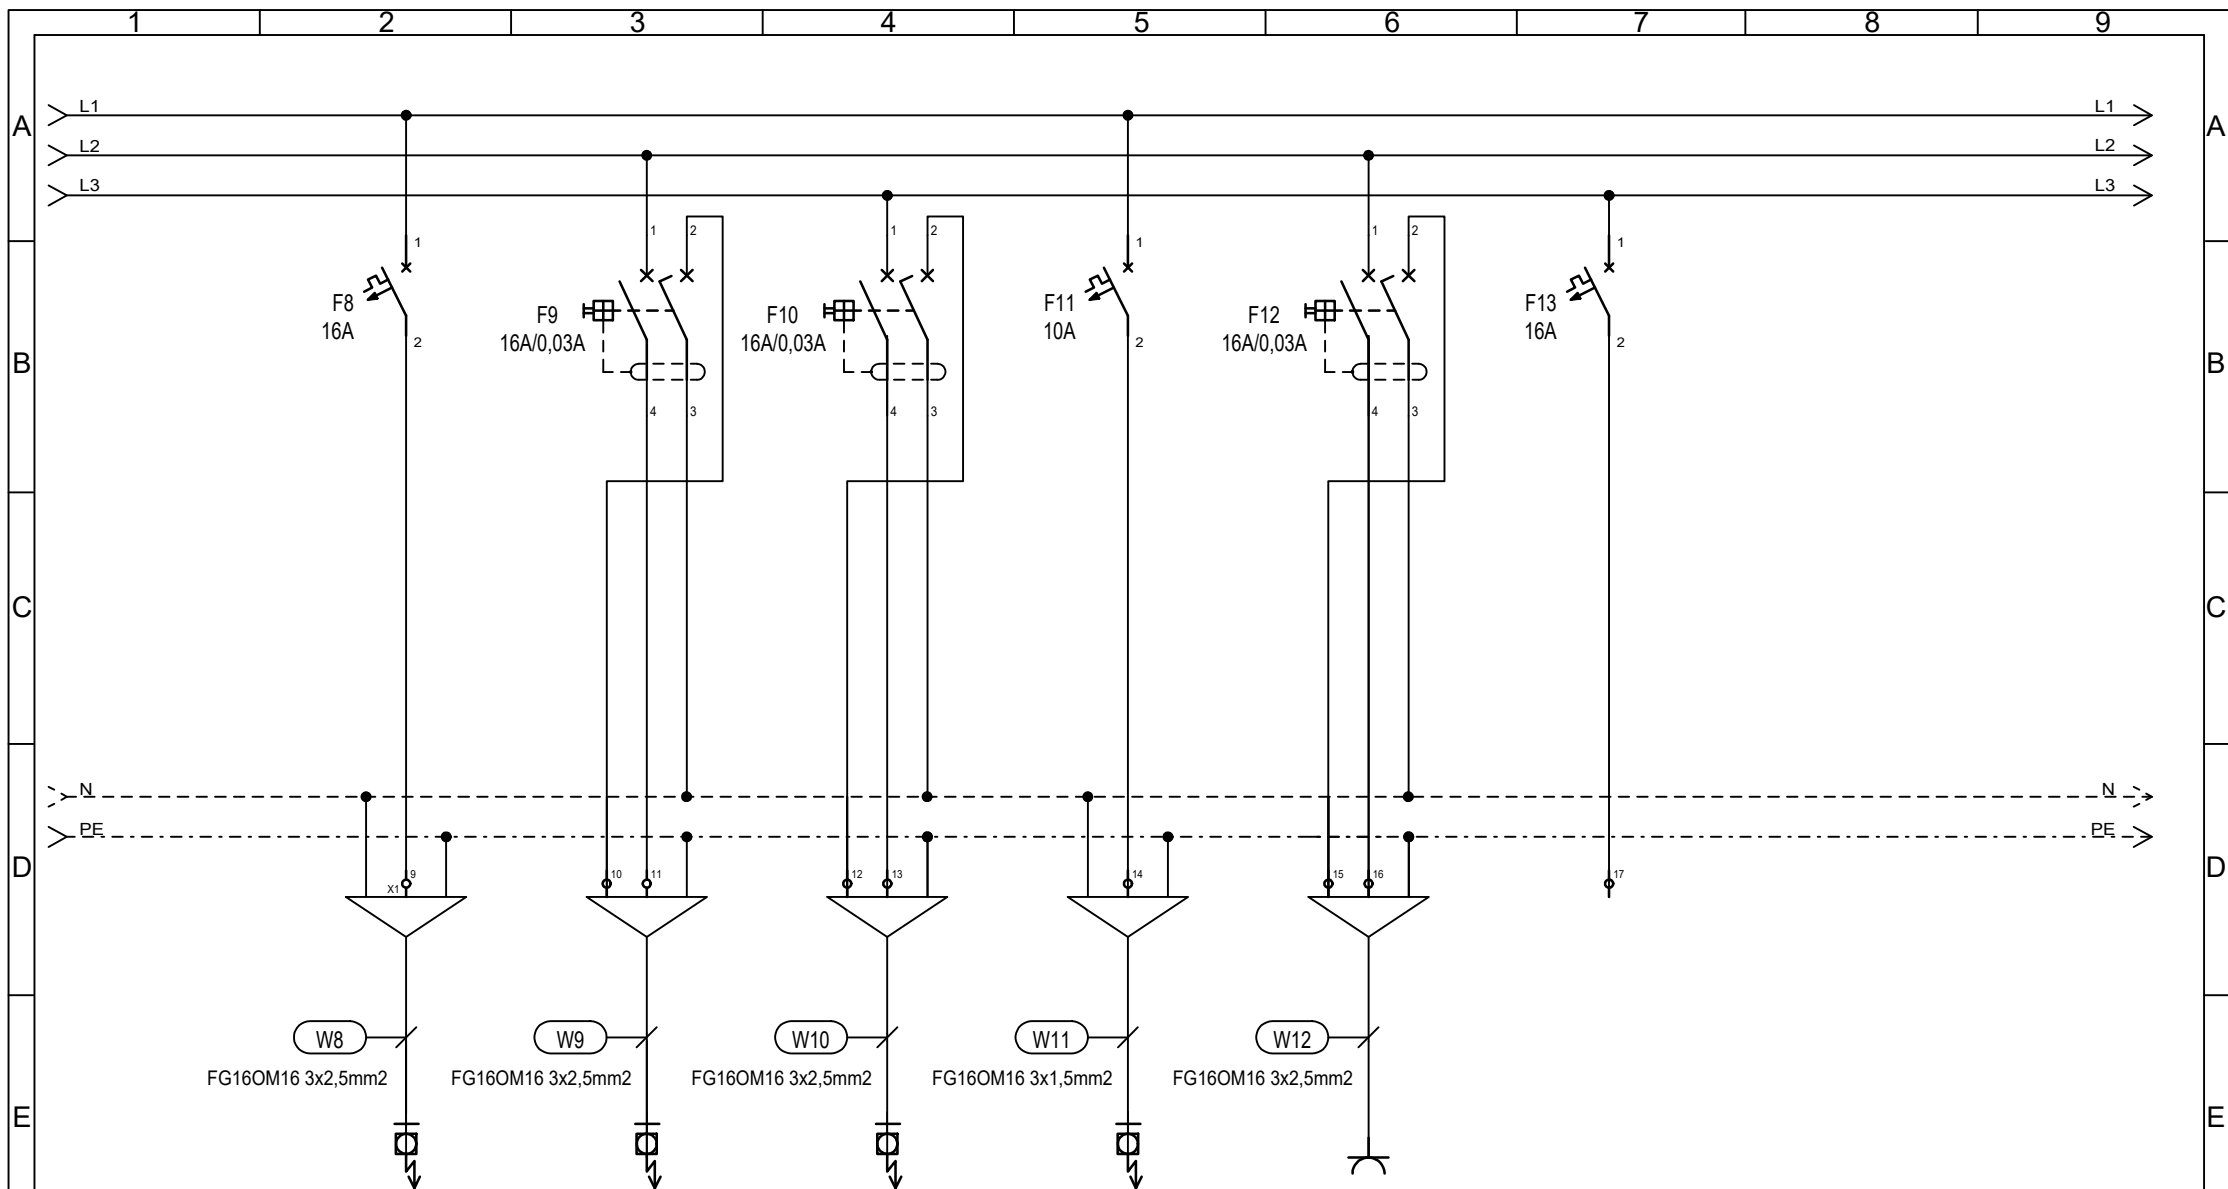 1 2 3 4 5 6 7 8 9
L1 L1
A A
L2 L2
L3 L3
1 2 1 2 1 2
1 1 1
F8 F9 F10 F11 F12 F13
16A 16A/0,03A 16A/0,03A 10A 16A/0,03A 16A
2 2 2
B B
4 3 4 3 4 3
C C
N N
PE PE
D D
X1 9 10 11 12 13 14 15 16 17
W8 W9 W10 W11 W12
FG16OM16 3x2,5mm2 FG16OM16 3x2,5mm2 FG16OM16 3x2,5mm2 FG16OM16 3x1,5mm2 FG16OM16 3x2,5mm2
E E